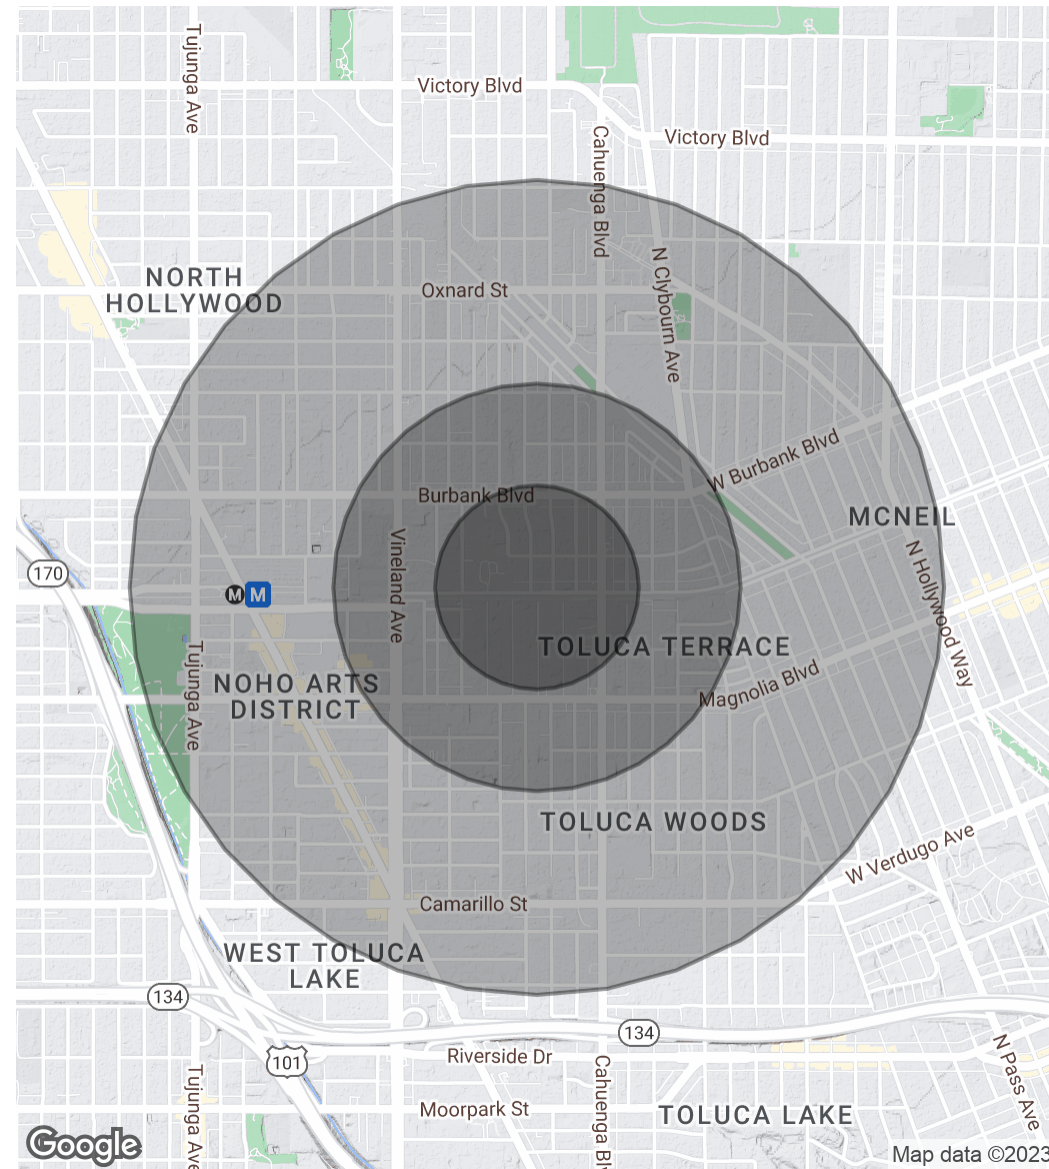 Tujunga Ave
Victory Blvd
Victory Blvd
Cahuenga Blvd
N Clybourn Ave
NORTH
HOLLYWOOD
Oxnard St
W Burbank Blvd
Burbank Blvd
MCNEIL
N Hollywood Way
170
Vineland Ave
M
M
TOLUCA TERRACE
Tujunga Ave
NOHO ARTS
DISTRICT
Magnolia Blvd
TOLUCA WOODS
W Verdugo Ave
Camarillo St
WEST TOLUCA
LAKE
134
134
101
Riverside Dr
N Pass Ave
Tujunga Ave
Cahuenga Blv
Moorpark St
TOLUCA LAKE
Google
Map data ©2023